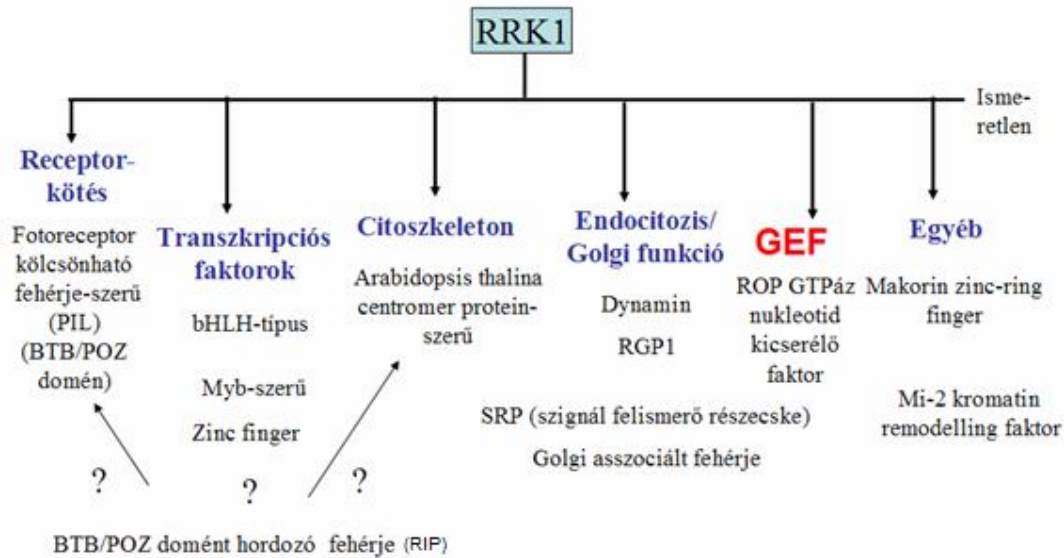 RRK1
Isme-
retlen
Receptor-
kötés
Fotoreceptor
kölcsönható
fehérje-szerű
(PIL)
(BTB/POZ
domén)
Transzkripciós
faktorok
bHLH-típus
Myb-szerű
Zinc finger
Citoszkeleton
Arabidopsis thalina
centromer protein-
szerű
Endocitozis/
Golgi funkció
Dynamin
RGP1
SRP (szignál felismerő részecske)
Golgi asszociált fehérje
GEF
ROP GTPáz
nukleotid
kicserélő
faktor
Egyéb
Makorin zinc-ring
finger
Mi-2 kromatin
remodelling faktor
? ? ?
BTB/POZ domént hordozó fehérje (RIP)